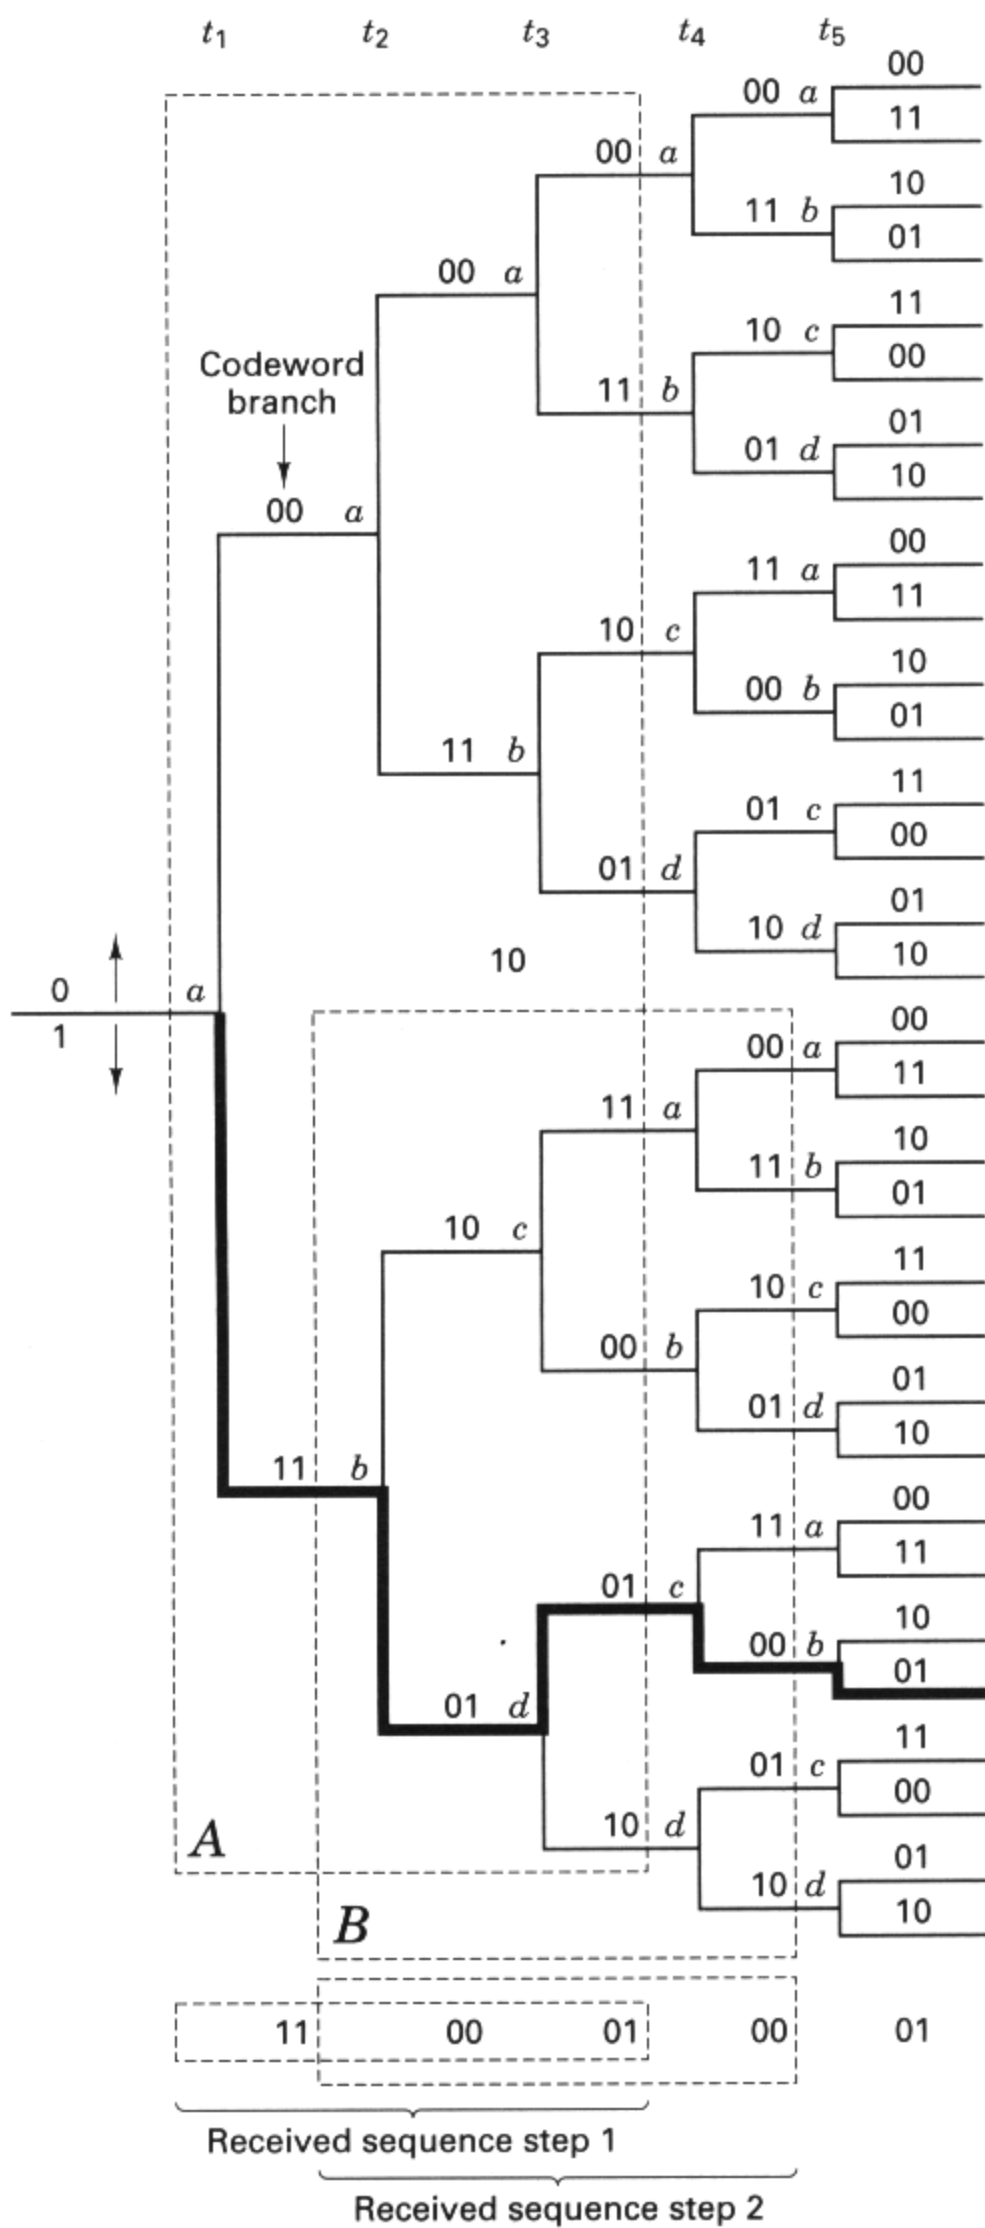 t1 t2 t3 t4 t5
00
00 a
11
00 a
10
11 b
01
00 a
11
Codeword
branch
10 c
00
11 b
01
01 d
10
00 a
00
11 a
11
10 c
10
00 b
01
11 b
11
01 c
00
01 d
01
10 d
10
10
0 a
1
00
00 a
11
11 a
10
11 b
01
10 c
11
10 c
00
00 b
01
01 d
10
11 b
00
11 a
11
01 c
10
00 b
01
01 d
11
01 c
00
10 d
01
10 d
10
A
B
11 00 01 00 01
Received sequence step 1
Received sequence step 2